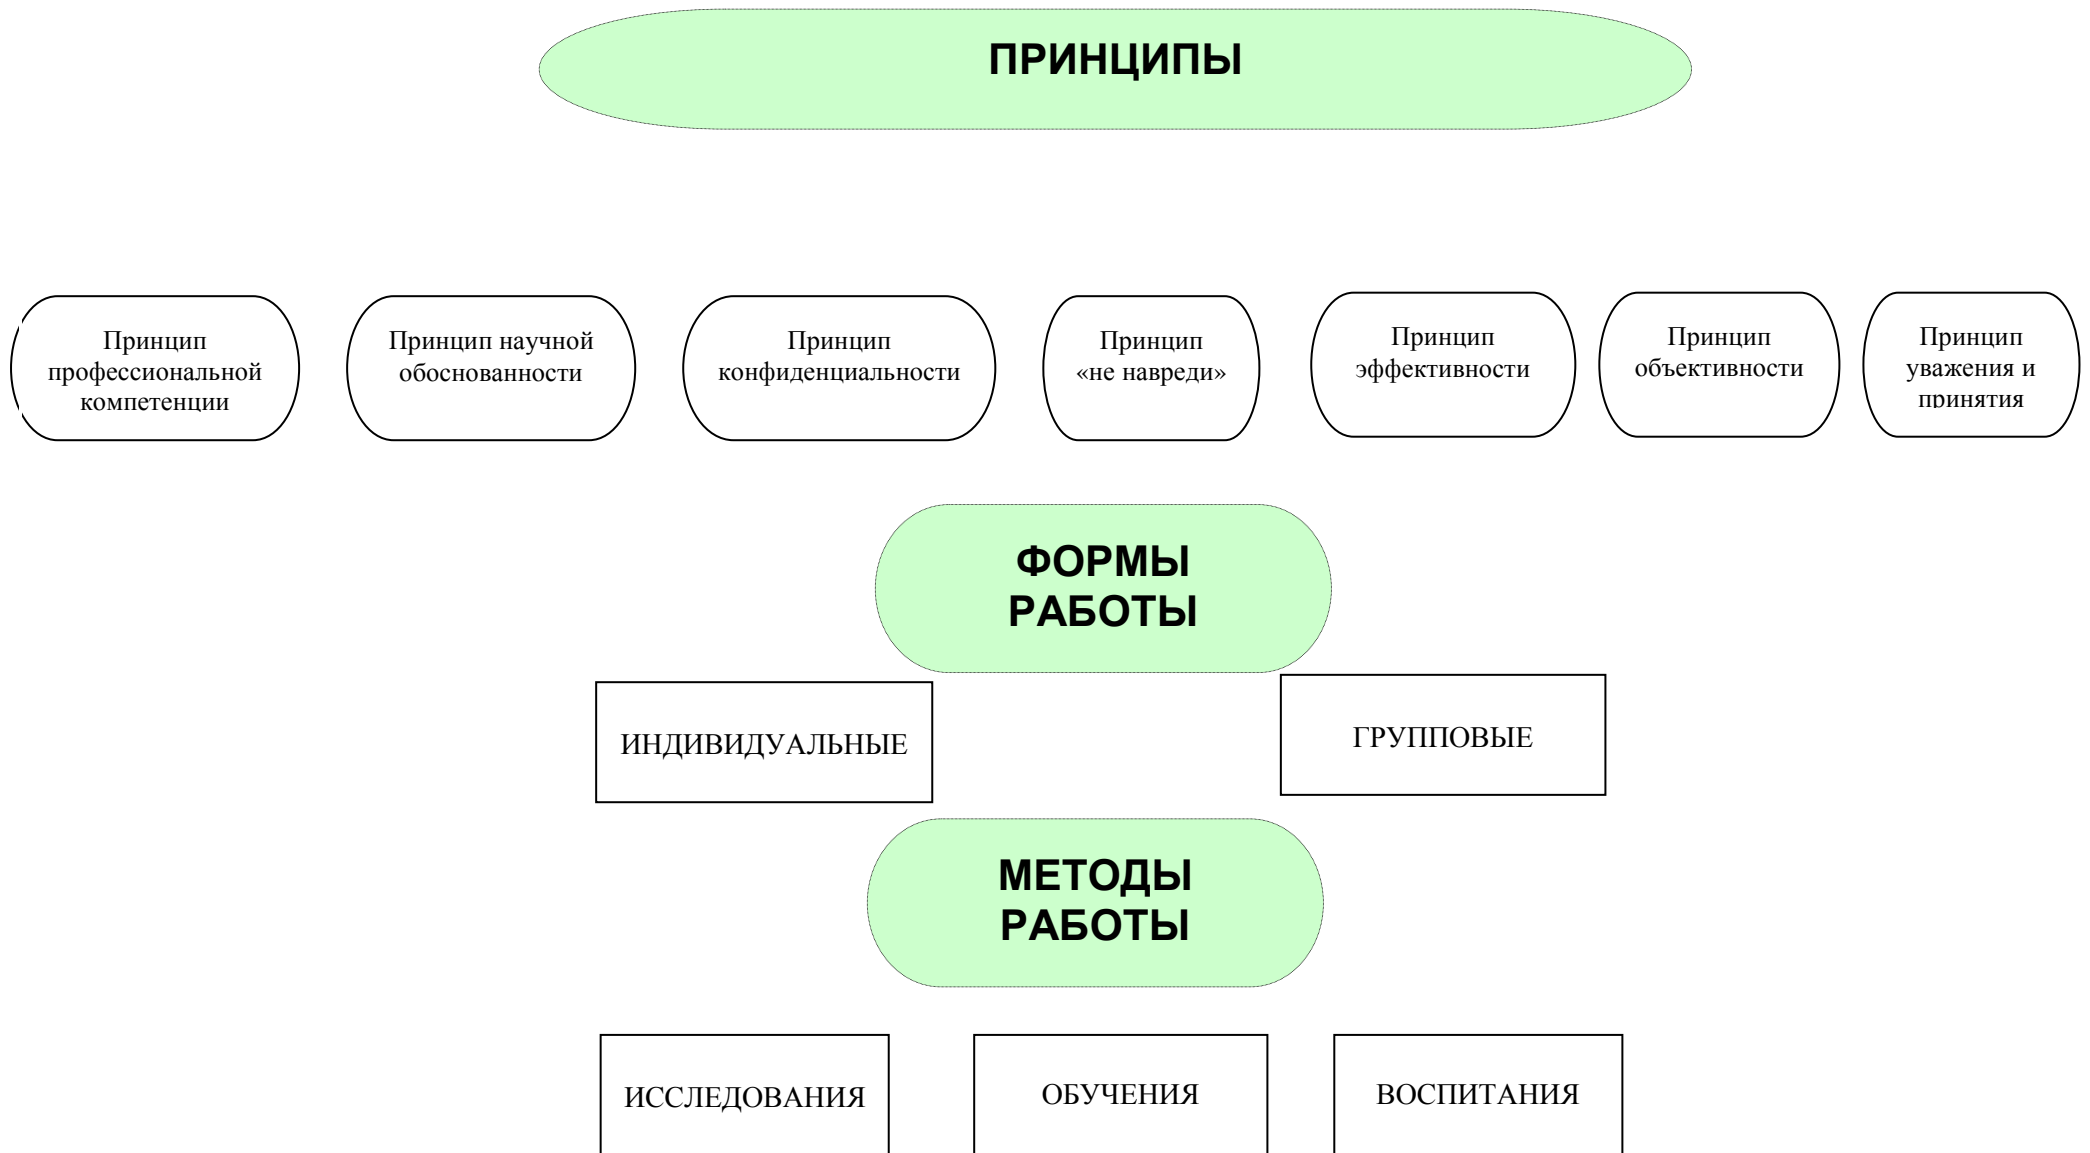 ПРИНЦИПЫ
Принцип
профессиональной
компетенции
Принцип научной
обоснованности
Принцип
конфиденциальности
Принцип
«не навреди»
Принцип
эффективности
Принцип
объективности
Принцип
уважения и
принятия
ФОРМЫ
РАБОТЫ
ИНДИВИДУАЛЬНЫЕ
ГРУППОВЫЕ
МЕТОДЫ
РАБОТЫ
ИССЛЕДОВАНИЯ
ОБУЧЕНИЯ
ВОСПИТАНИЯ